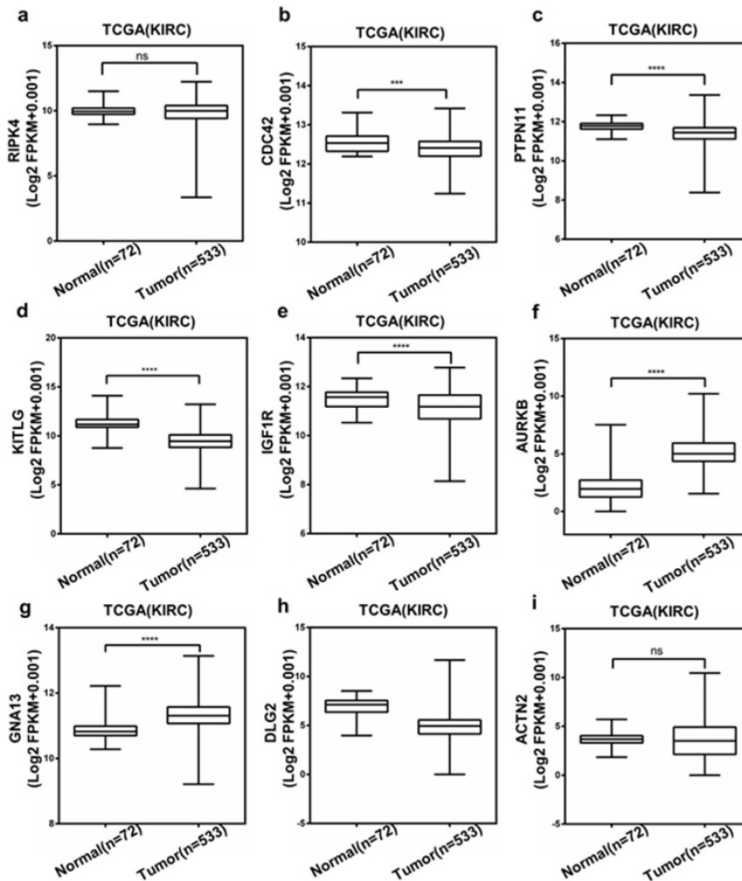 a
TCGA(KIRC)
ns
RIPK4
(Log2 FPKM+0.001)
15
10
5
0
Normal(n=72)
Tumor(n=533)
b
TCGA(KIRC)
***
CDC42
(Log2 FPKM+0.001)
14
13
12
11
10
Normal(n=72)
Tumor(n=533)
c
TCGA(KIRC)
****
PTPN11
(Log2 FPKM+0.001)
16
14
12
10
8
6
Normal(n=72)
Tumor(n=533)
d
TCGA(KIRC)
****
KITLG
(Log2 FPKM+0.001)
20
15
10
5
0
Normal(n=72)
Tumor(n=533)
e
TCGA(KIRC)
****
IGF1R
(Log2 FPKM+0.001)
14
12
10
8
6
Normal(n=72)
Tumor(n=533)
f
TCGA(KIRC)
****
AURKB
(Log2 FPKM+0.001)
15
10
5
0
Normal(n=72)
Tumor(n=533)
g
TCGA(KIRC)
****
GNA13
(Log2 FPKM+0.001)
14
12
10
8
Normal(n=72)
Tumor(n=533)
h
TCGA(KIRC)
DLG2
(Log2 FPKM+0.001)
15
10
5
0
-5
Normal(n=72)
Tumor(n=533)
i
TCGA(KIRC)
ns
ACTN2
(Log2 FPKM+0.001)
15
10
5
0
-5
Normal(n=72)
Tumor(n=533)